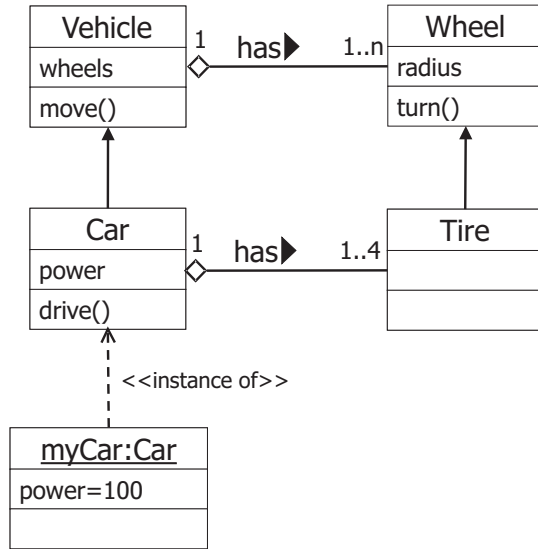 Vehicle
wheels
move()
1
has
1..n
Wheel
radius
turn()
Car
power
drive()
1
has
1..4
Tire
<<instance of>>
myCar:Car
power=100